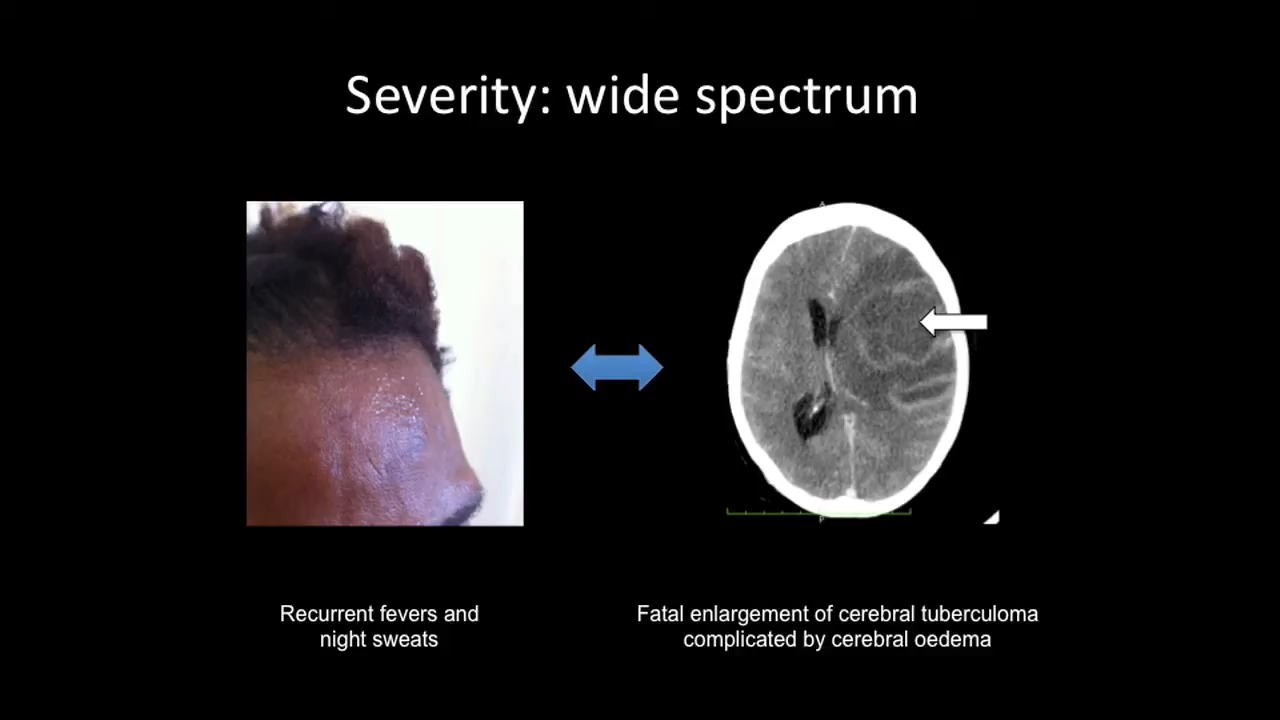 Severity: wide spectrum
Recurrent fevers and
night sweats
Fatal enlargement of cerebral tuberculoma
complicated by cerebral oedema